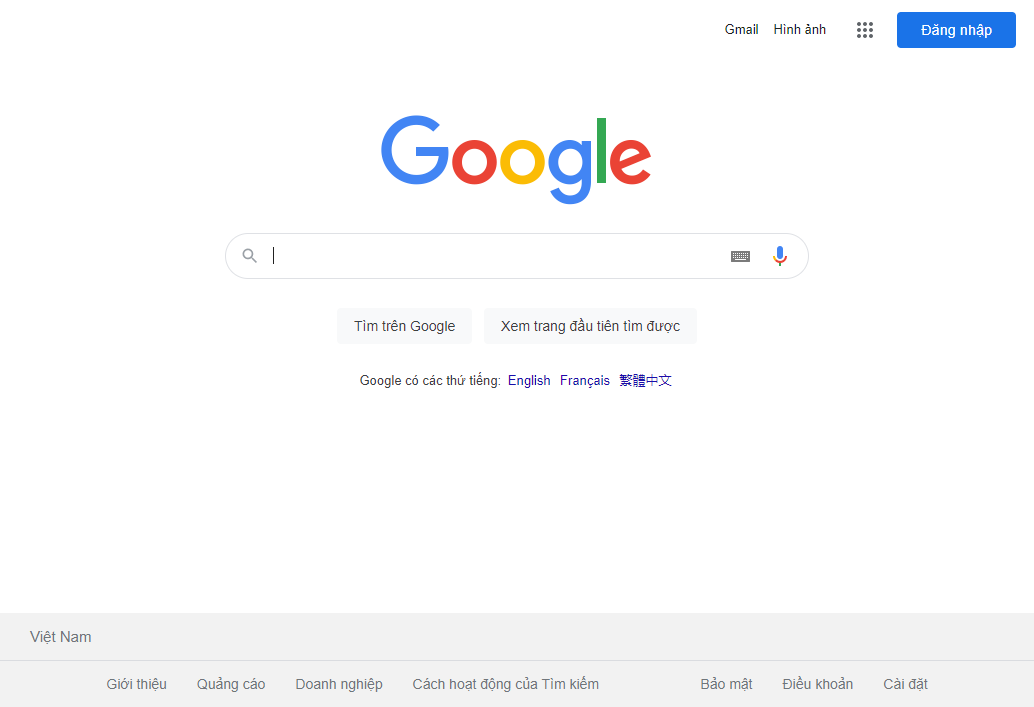 Gmail Hình ảnh Đăng nhập
Google
Tìm trên Google Xem trang đầu tiên tìm được
Google có các thứ tiếng: English Français 繁體中文
Việt Nam
Giới thiệu Quảng cáo Doanh nghiệp Cách hoạt động của Tìm kiếm Bảo mật Điều khoản Cài đặt